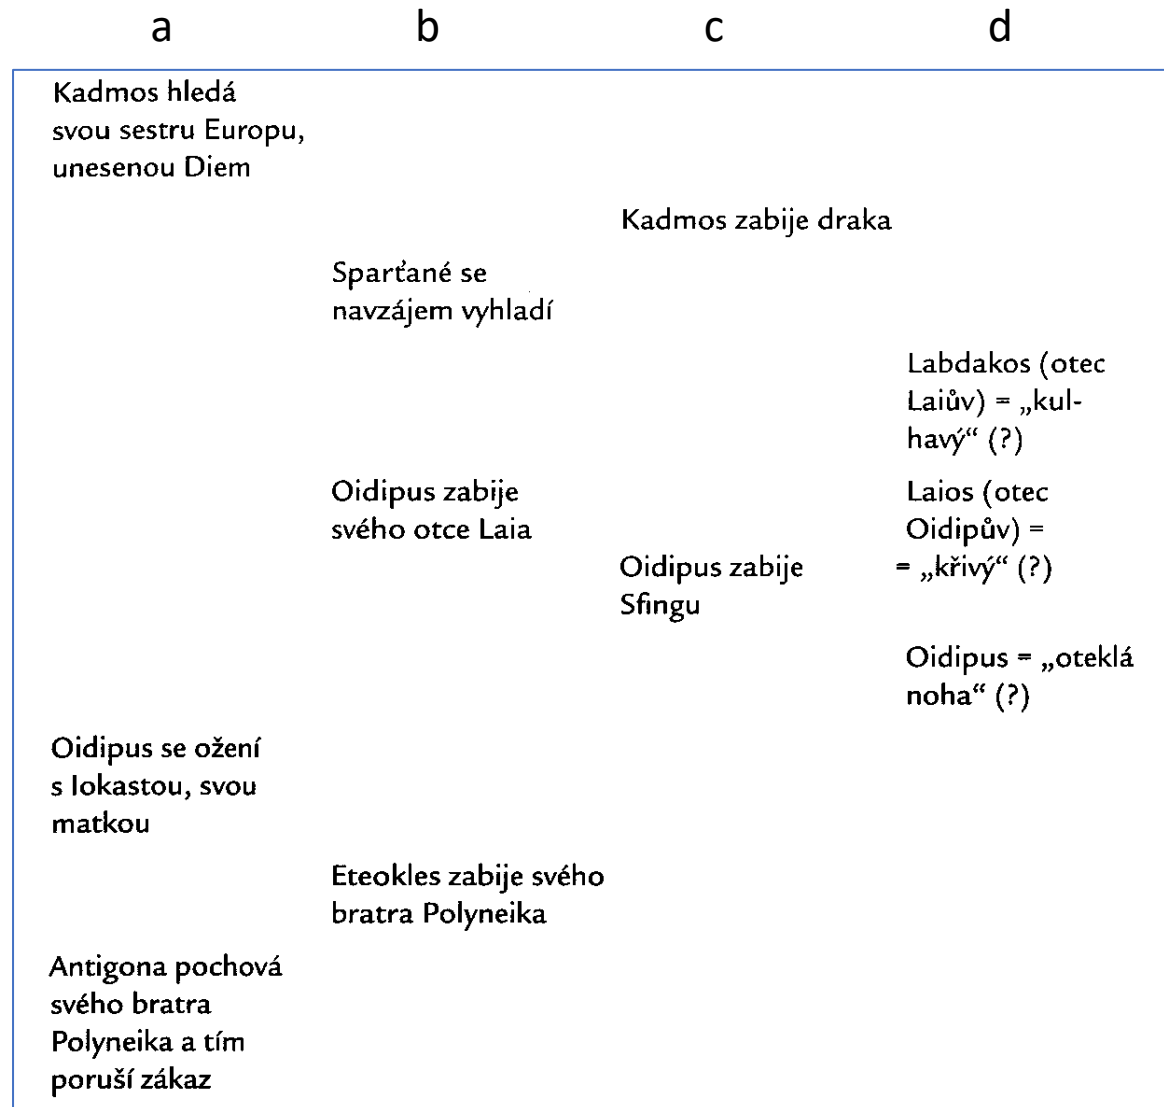 a b c d
Kadmos hledá
svou sestru Europu,
unesenou Diem
Kadmos zabije draka
Sparťané se
navzájem vyhladí
Labdakos (otec
Laiův) = „kul-
havý“ (?)
Oidipus zabije
svého otce Laia
Laios (otec
Oidipův) =
= „křivý“ (?)
Oidipus zabije
Sfingu
Oidipus = „oteklá
noha“ (?)
Oidipus se ožení
s Iokastou, svou
matkou
Eteokles zabije svého
bratra Polyneika
Antigona pochová
svého bratra
Polyneika a tím
poruší zákaz